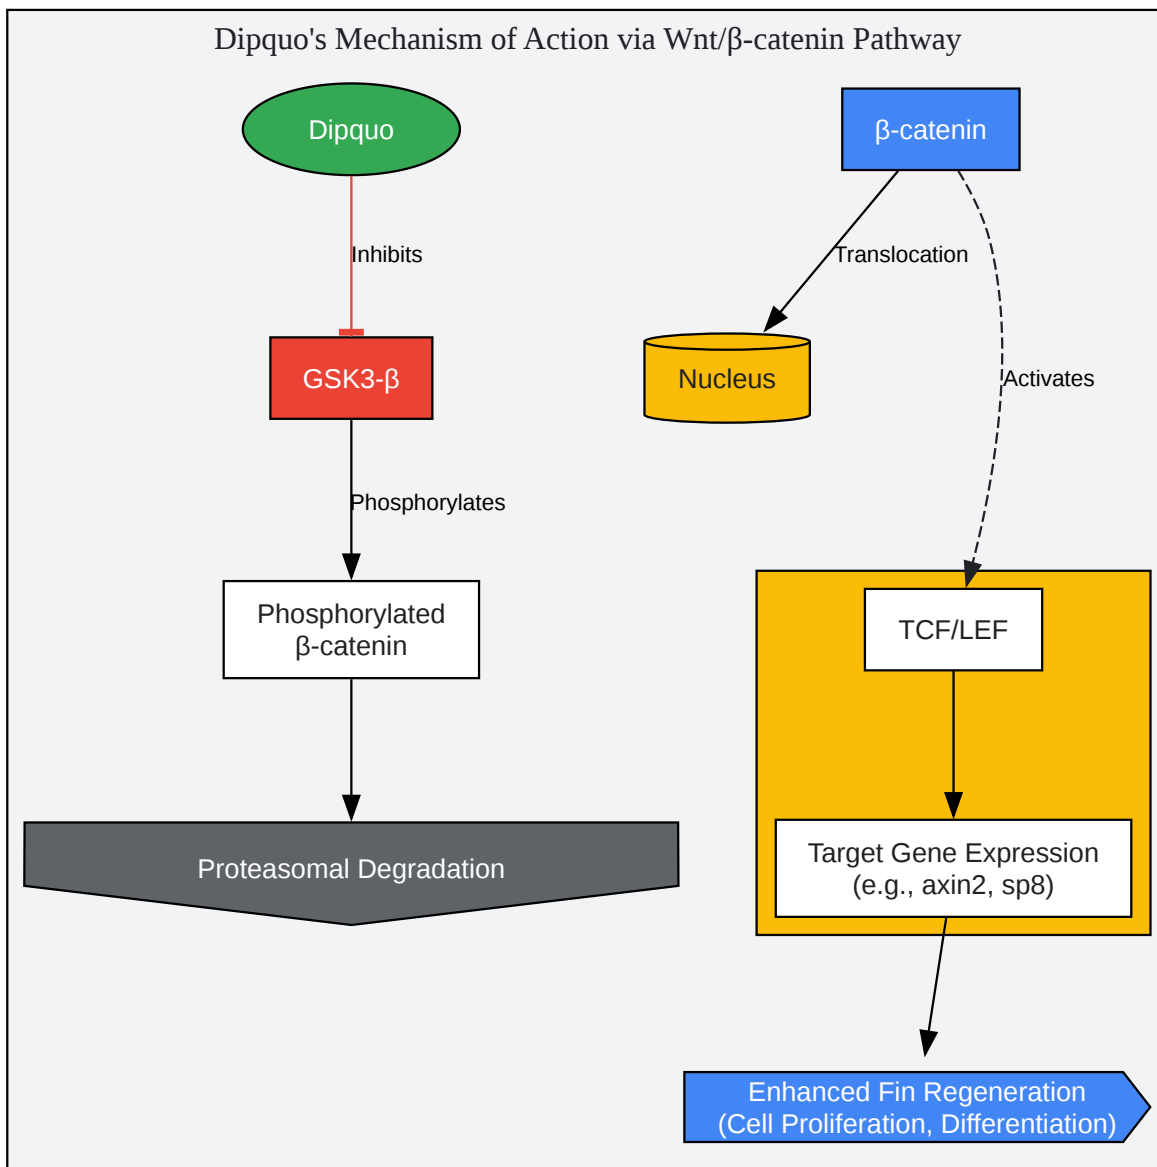 Dipquo's Mechanism of Action via Wnt/β-catenin Pathway
Dipquo
β-catenin
Inhibits
Translocation
GSK3-β
Nucleus
Activates
Phosphorylates
Phosphorylated
β-catenin
TCF/LEF
Proteasomal Degradation
Target Gene Expression
(e.g., axin2, sp8)
Enhanced Fin Regeneration
(Cell Proliferation, Differentiation)